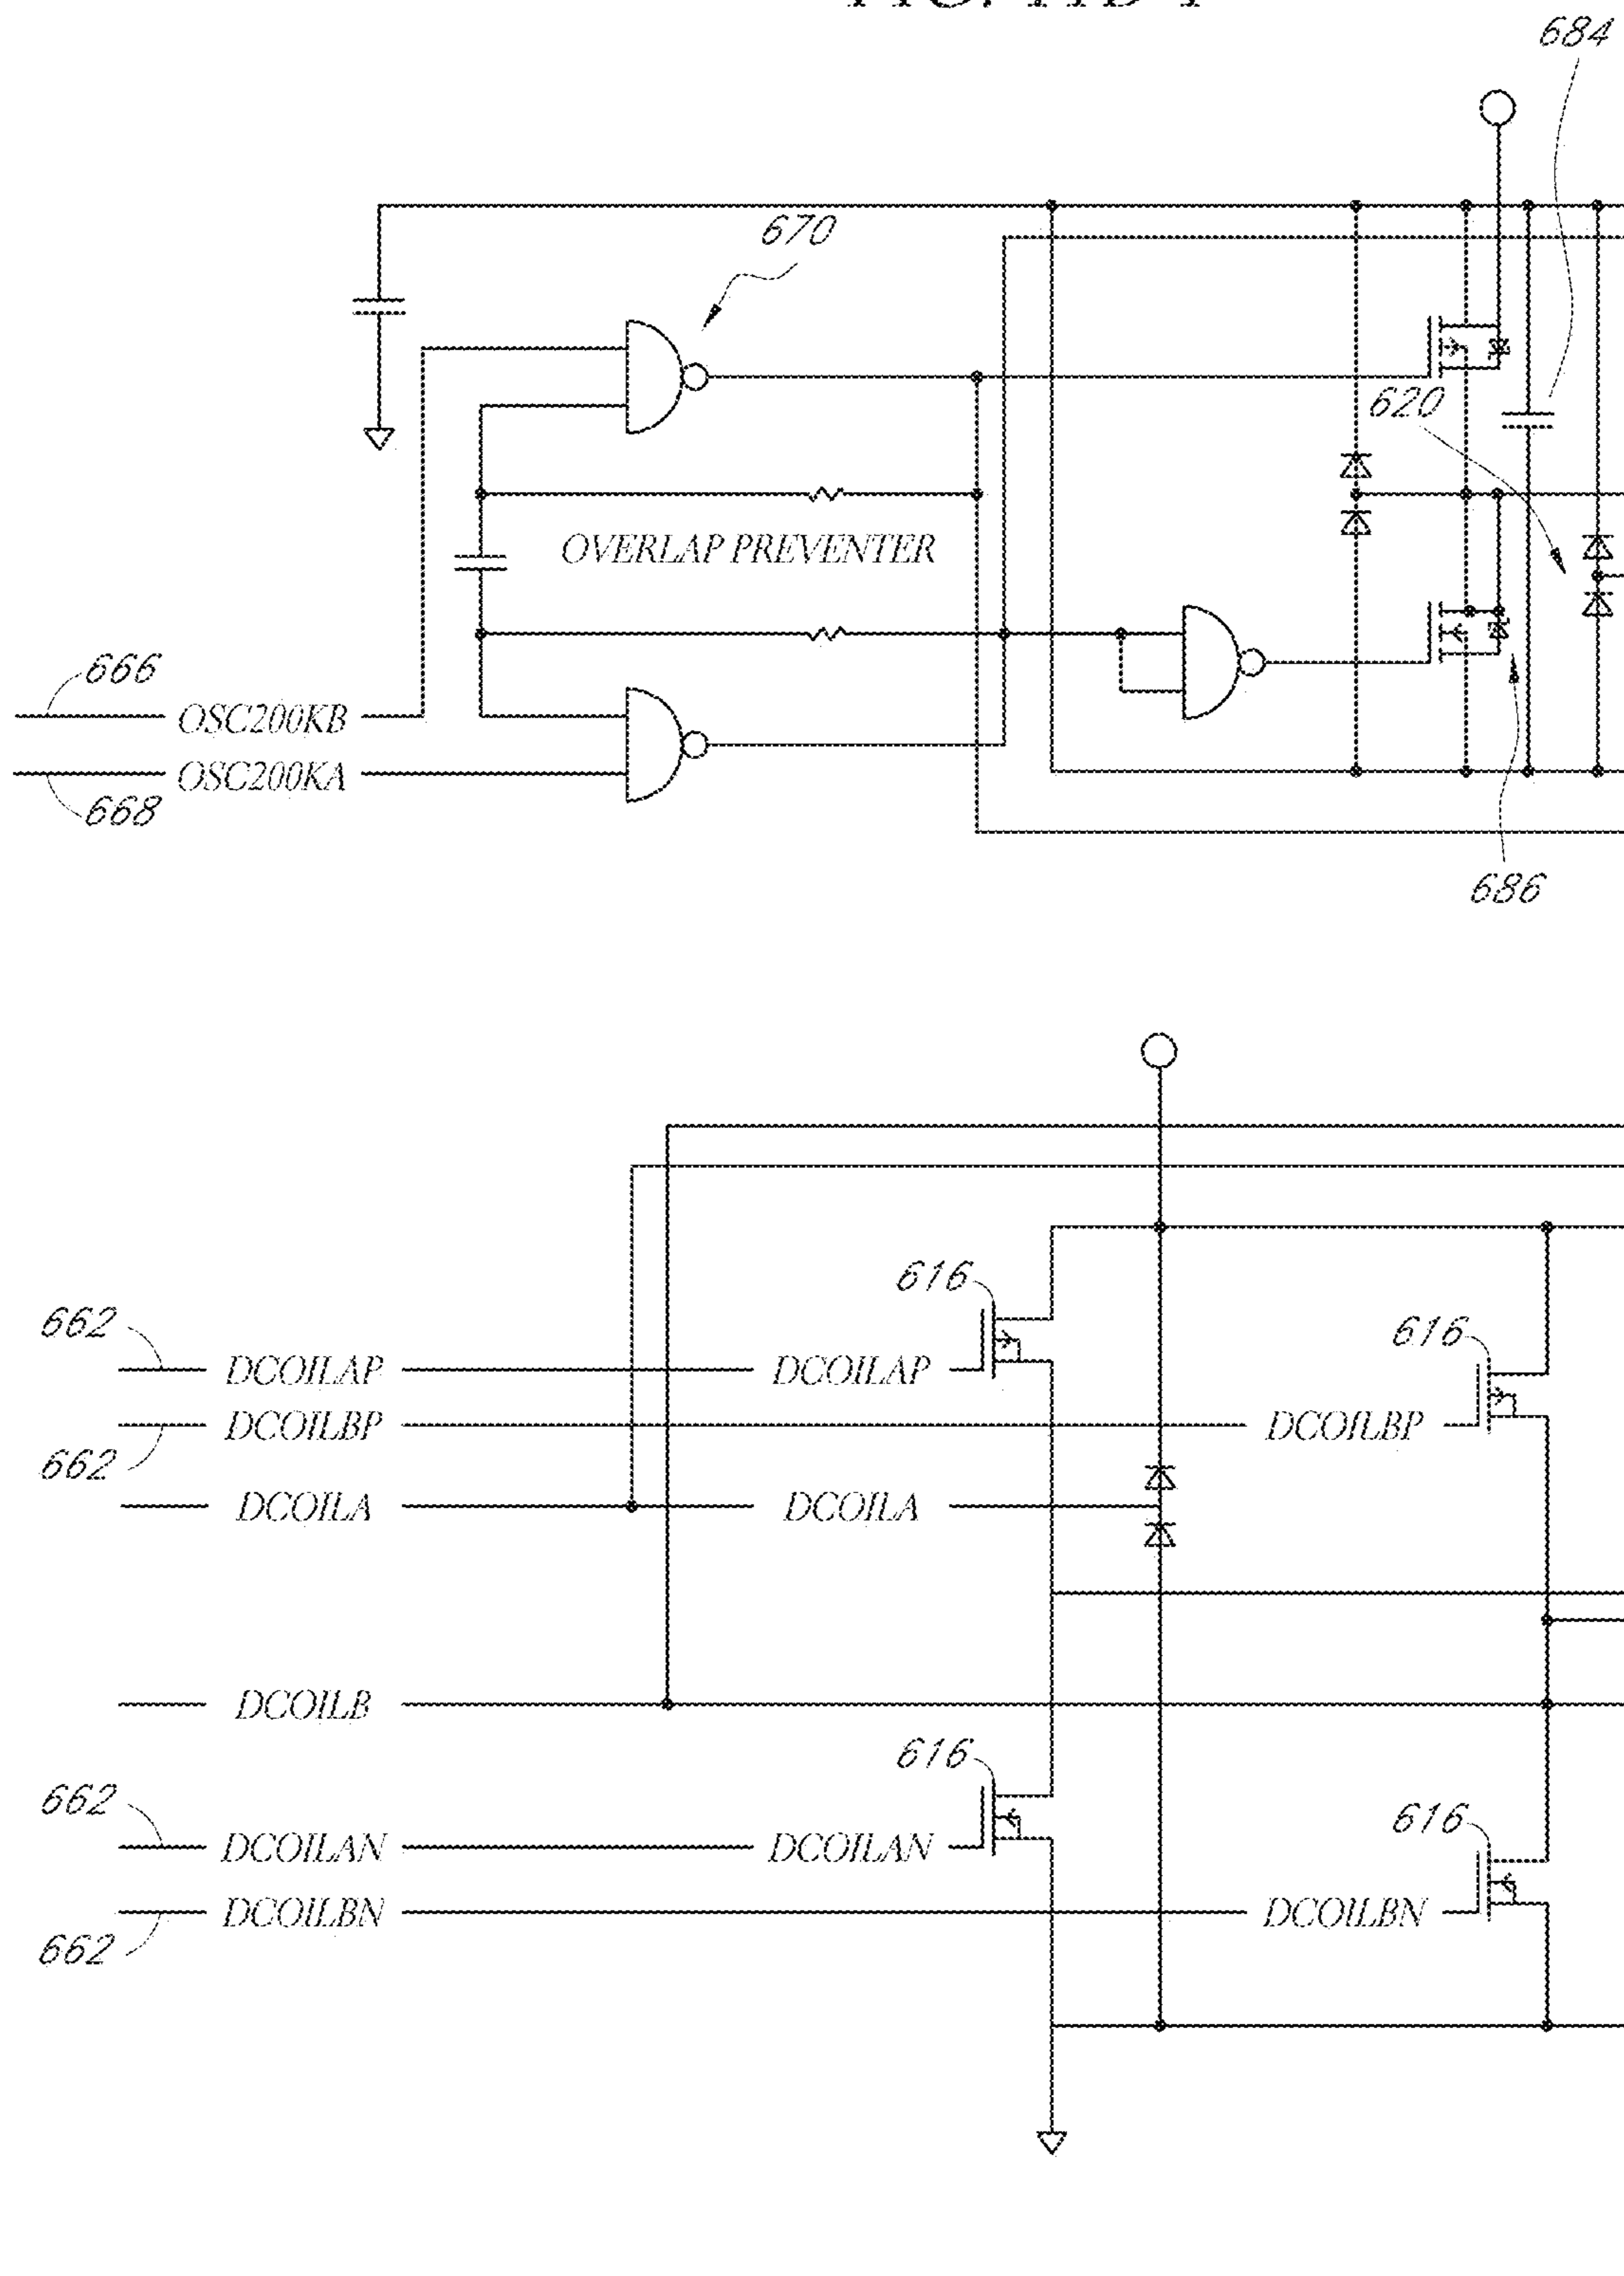 684
670
620
OVERLAP PREVENTER
666
OSC200KB
OSC200KA
668
686
616
662
616
DCOILAP
DCOILAP
DCOILBP
DCOILBP
662
DCOILA
DCOILA
DCOILB
616
662
616
DCOILAN
DCOILAN
DCOILBN
DCOILBN
662